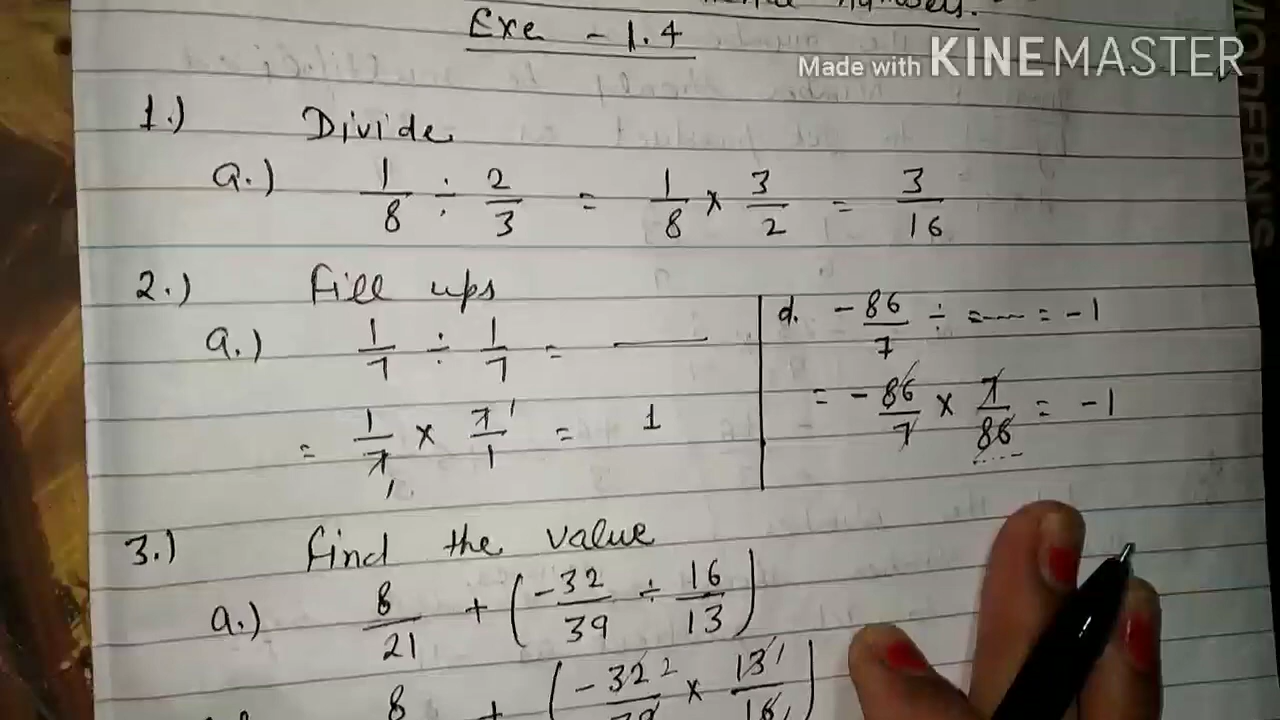 Numbers.
Exe - 1.4
Made with KINEMASTER
MODERN'S
1.) Divide
a.) 1/8 ÷ 2/3 = 1/8 × 3/2 = 3/16
2.) Fill ups
a.) 1/7 ÷ 1/7 = ____
= 1/7 × 7/1 = 1
d. -86/7 ÷ ---- = -1
= -86/7 × 7/86 = -1
3.) Find the value
a.) 8/21 + (-32/39 ÷ 16/13)
8 + (-32 2 × 13 1/16 1)